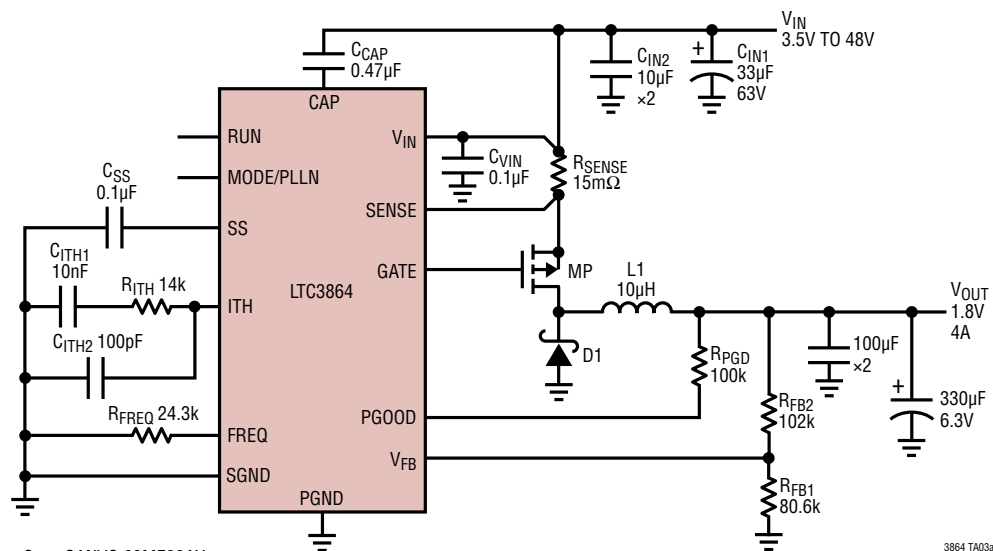 VIN
3.5V TO 48V
CCAP
0.47µF
CIN2
10µF
×2
+
CIN1
33µF
63V
CAP
RUN
VIN
CVIN
0.1µF
RSENSE
15mΩ
MODE/PLLN
CSS
0.1µF
SENSE
SS
CITH1
10nF
RITH 14k
GATE
MP
L1
10µH
LTC3864
ITH
VOUT
1.8V
4A
CITH2 100pF
D1
RPGD
100k
100µF
×2
+
330µF
6.3V
RFREQ 24.3k
FREQ
PGOOD
RFB2
102k
VFB
SGND
PGND
RFB1
80.6k
3864 TA03a